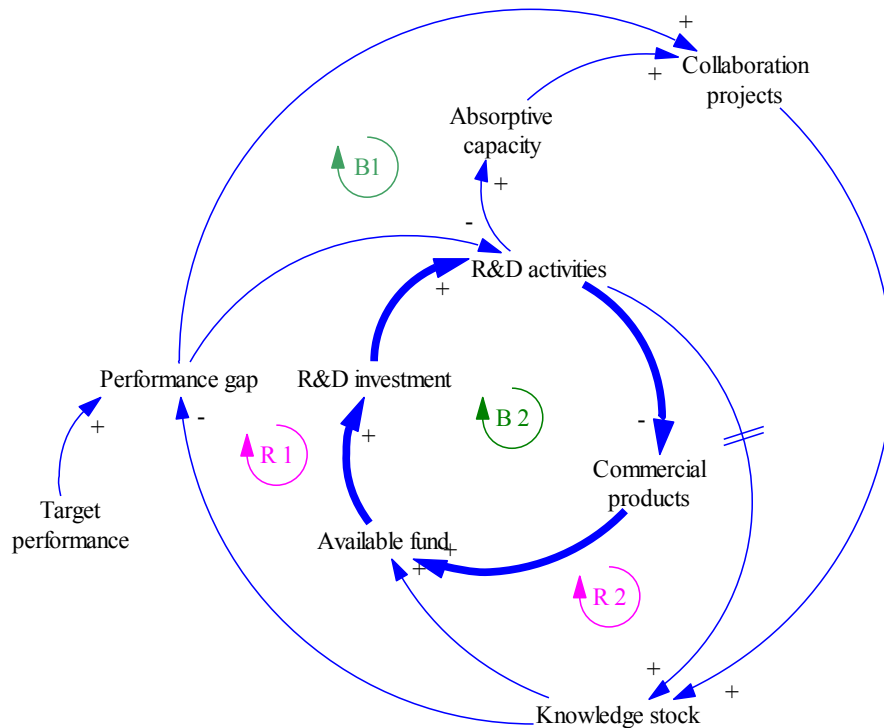 +
Collaboration
projects
+
Absorptive
capacity
B1
+
-
R&D activities
+
Performance gap
R&D investment
+
-
B 2
-
+
R 1
Commercial
products
Target
performance
Available fund
+
+
R 2
+
+
Knowledge stock